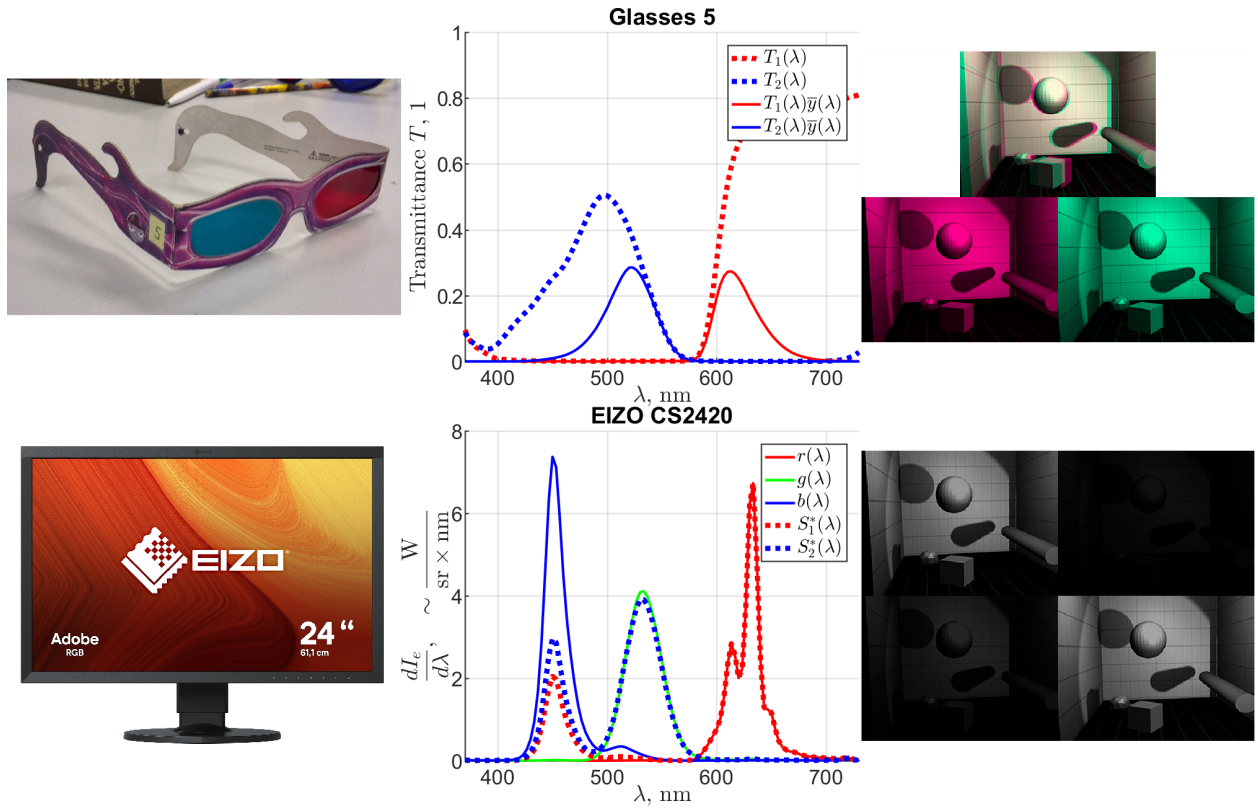 Glasses 5
5
Transmittance T, 1
1
0.8
0.6
0.4
0.2
0
T₁(λ)
T₂(λ)
T₁(λ)y̅(λ)
T₂(λ)y̅(λ)
400
500
600
700
λ, nm
EIZO CS2420
EIZO
Adobe
RGB
24“
61,1 cm
dIₑ/dλ, ~ W/(sr × nm)
8
6
4
2
0
r(λ)
g(λ)
b(λ)
S₁*(λ)
S₂*(λ)
400
500
600
700
λ, nm